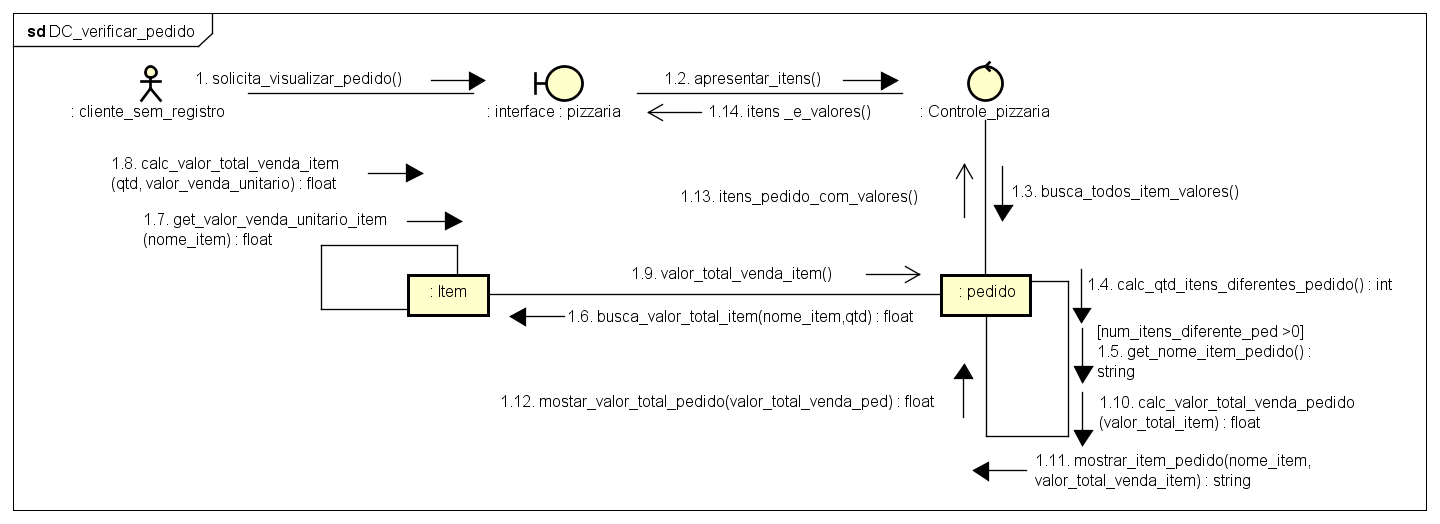 sd DC_verificar_pedido
1. solicita_visualizar_pedido()
1.2. apresentar_itens()
: cliente_sem_registro
: interface : pizzaria
1.14. itens _e_valores()
: Controle_pizzaria
1.8. calc_valor_total_venda_item
(qtd, valor_venda_unitario) : float
1.13. itens_pedido_com_valores()
1.3. busca_todos_item_valores()
1.7. get_valor_venda_unitario_item
(nome_item) : float
1.9. valor_total_venda_item()
: Item
: pedido
1.4. calc_qtd_itens_diferentes_pedido() : int
1.6. busca_valor_total_item(nome_item,qtd) : float
[num_itens_diferente_ped >0]
1.5. get_nome_item_pedido() :
string
1.12. mostar_valor_total_pedido(valor_total_venda_ped) : float
1.10. calc_valor_total_venda_pedido
(valor_total_item) : float
1.11. mostrar_item_pedido(nome_item,
valor_total_venda_item) : string